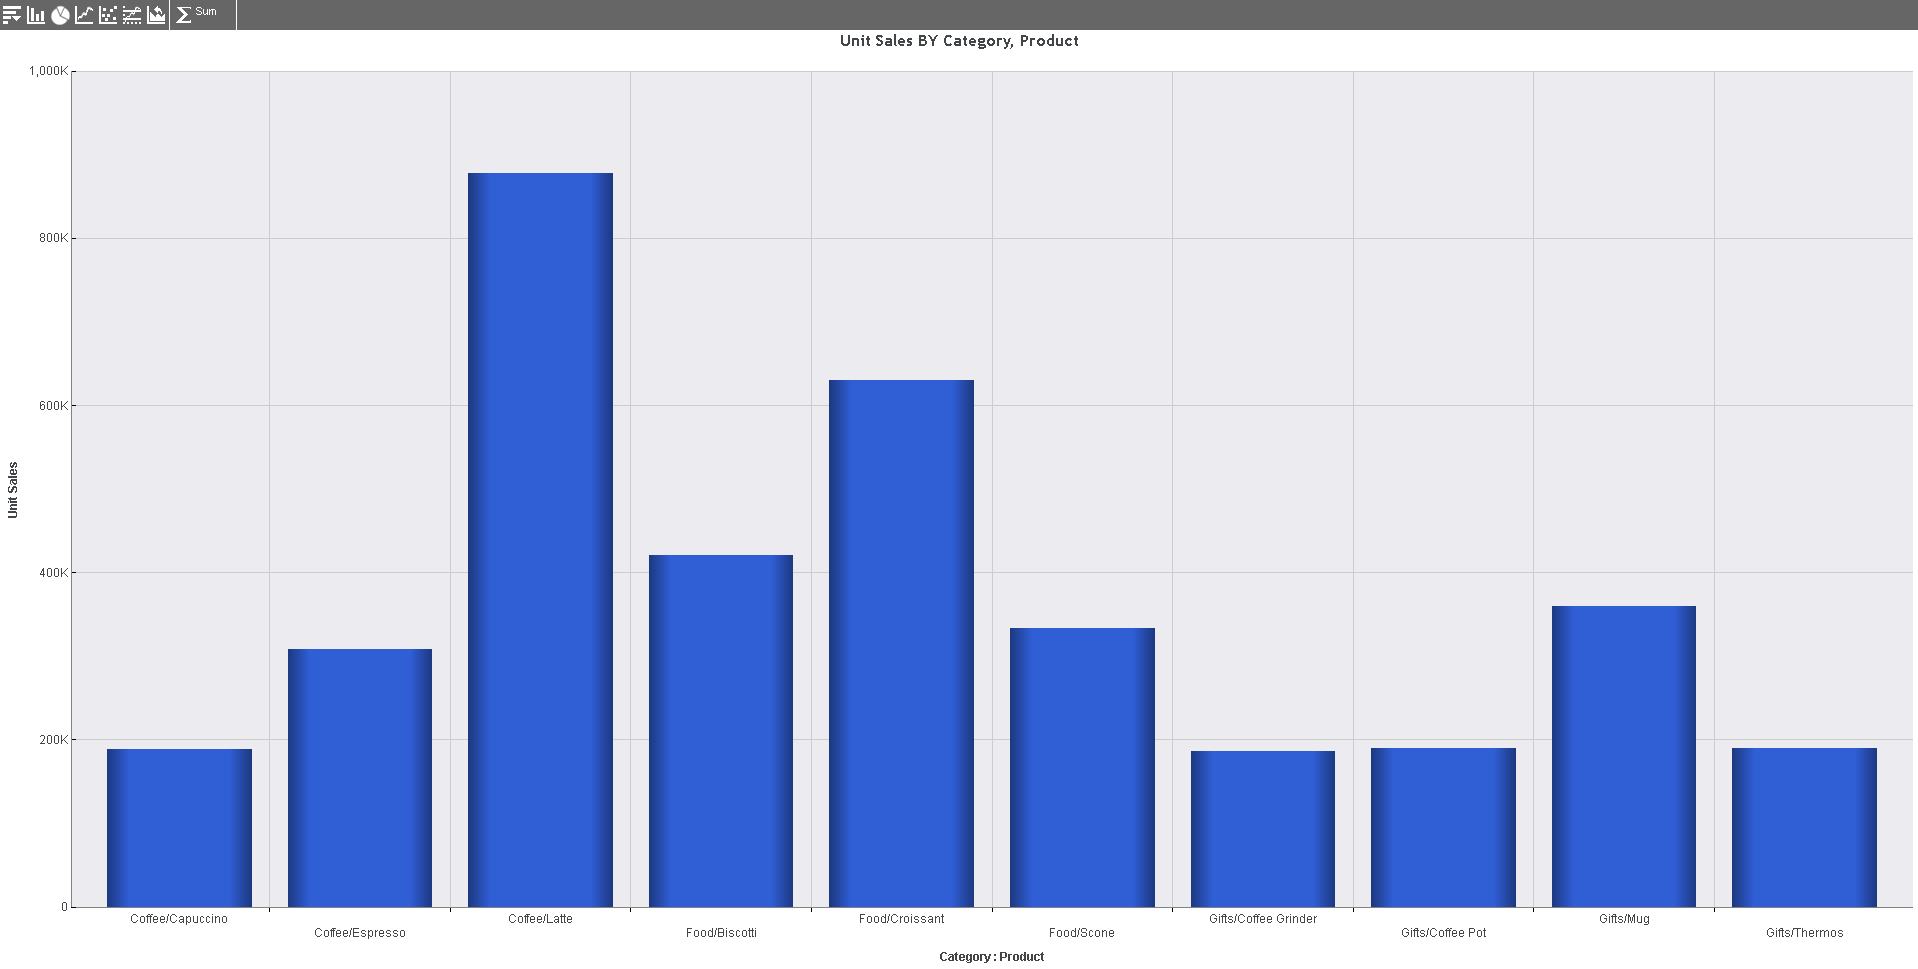 Sum
Unit Sales BY Category, Product
1,000K
800K
600K
400K
200K
0
Unit Sales
Coffee/Capuccino
Coffee/Espresso
Coffee/Latte
Food/Biscotti
Food/Croissant
Food/Scone
Gifts/Coffee Grinder
Gifts/Coffee Pot
Gifts/Mug
Gifts/Thermos
Category : Product